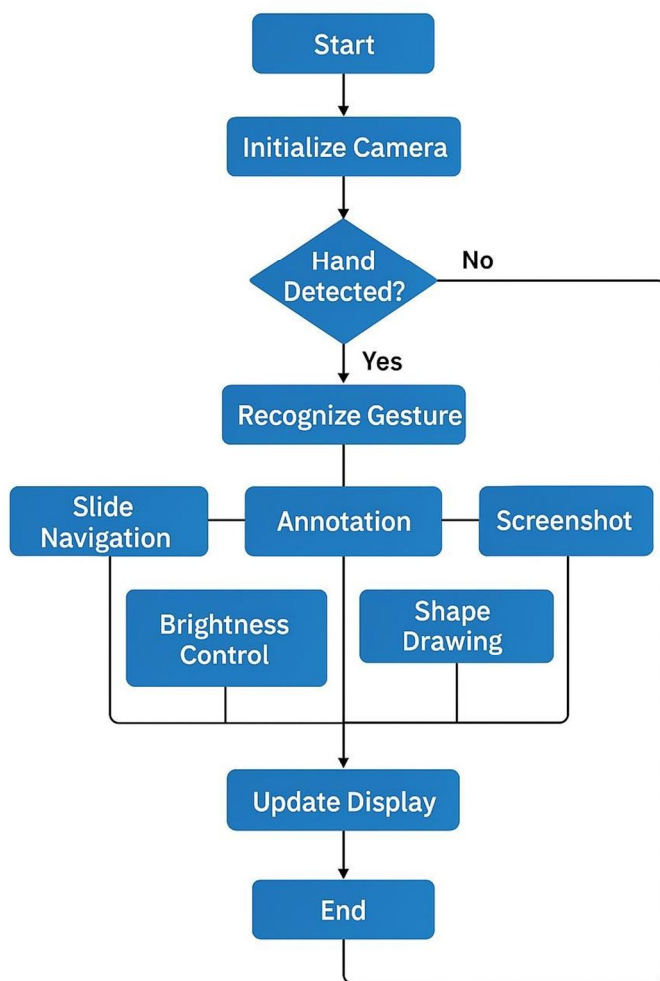 Start
Initialize Camera
Hand
Detected?
No
Yes
Recognize Gesture
Slide
Navigation
Annotation
Screenshot
Brightness
Control
Shape
Drawing
Update Display
End